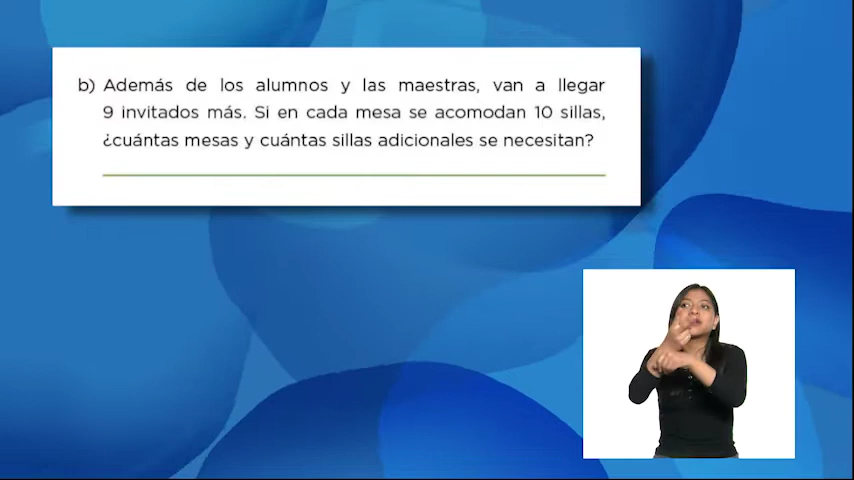 b) Además de los alumnos y las maestras, van a llegar
9 invitados más. Si en cada mesa se acomodan 10 sillas,
¿cuántas mesas y cuántas sillas adicionales se necesitan?